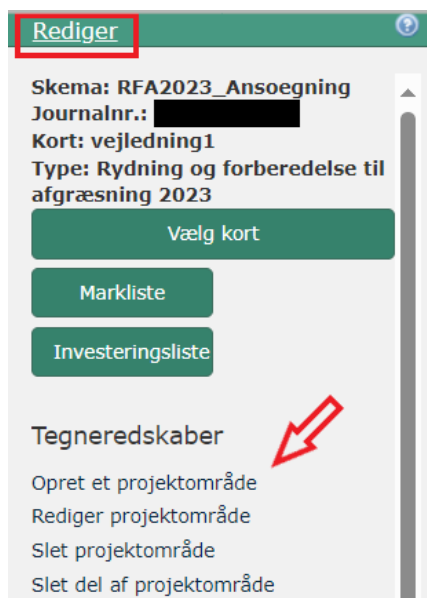 Rediger
?
Skema: RFA2023_Ansoegning
Journalnr.:
Kort: vejledning1
Type: Rydning og forberedelse til
afgræsning 2023
Vælg kort
Markliste
Investeringsliste
Tegneredskaber
Opret et projektområde
Rediger projektområde
Slet projektområde
Slet del af projektområde